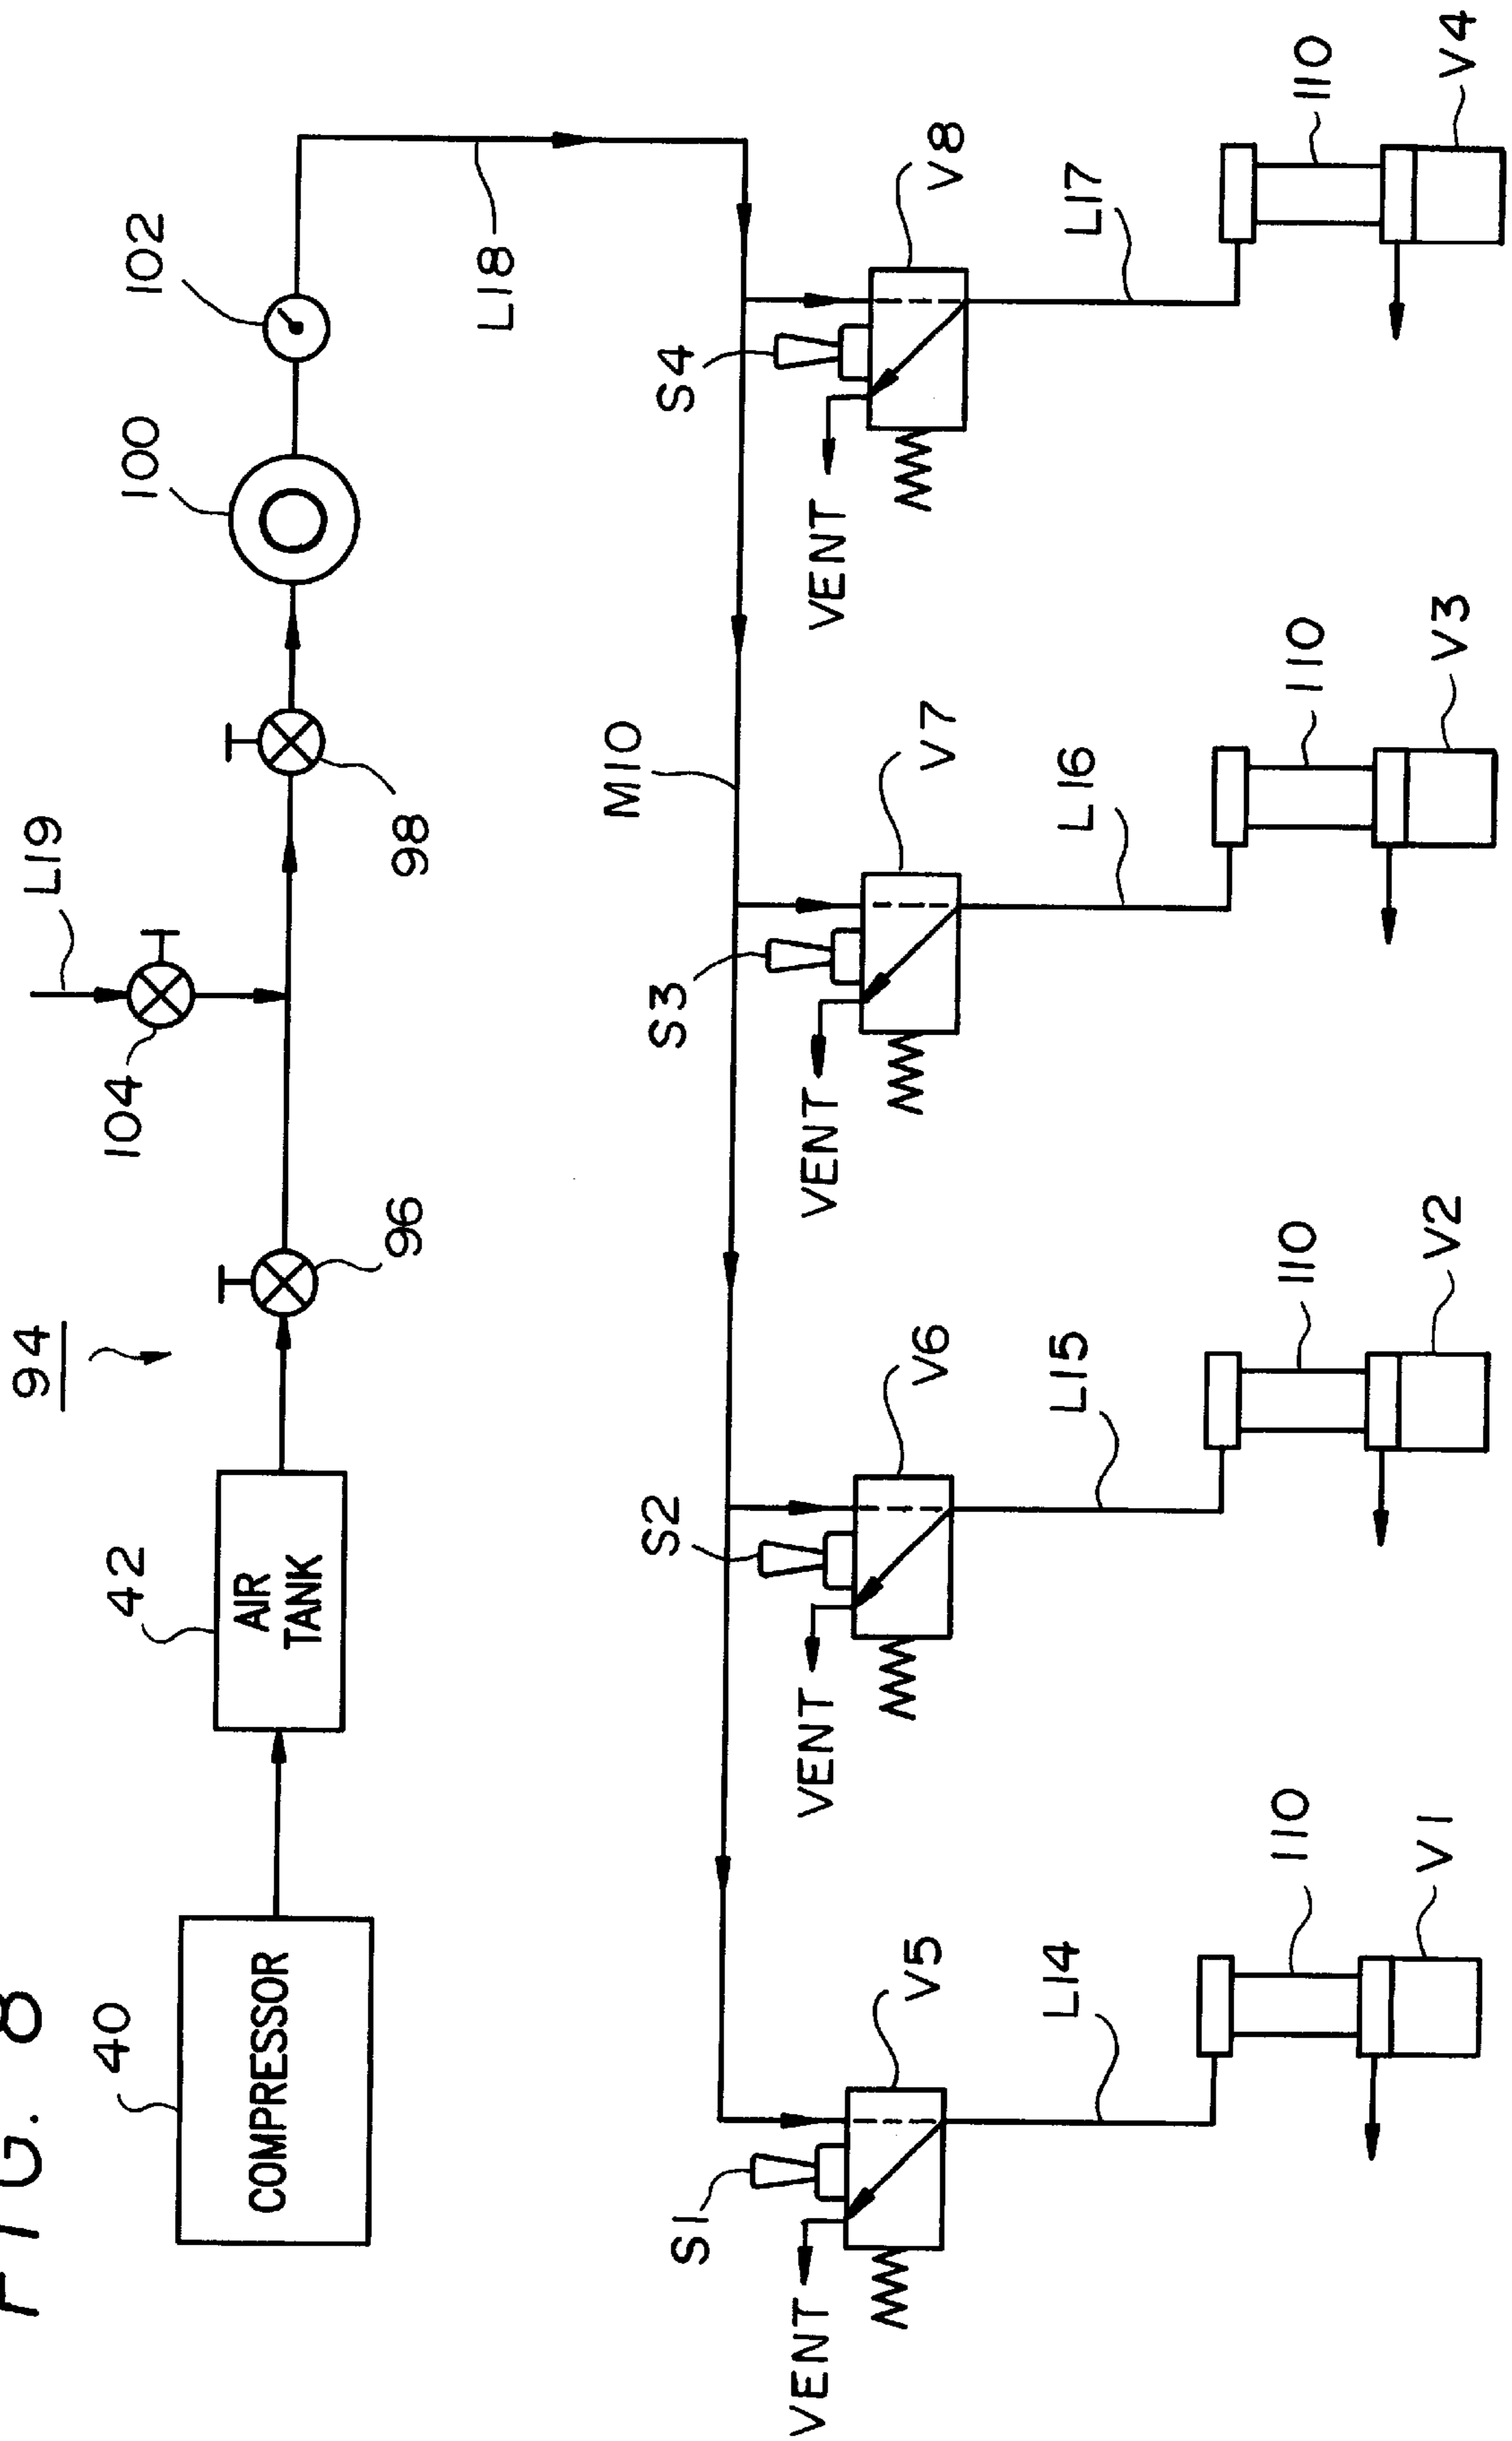 FIG. 8
94
40
COMPRESSOR
42
AIR
TANK
96
104
L19
98
100
102
L18
M10
S1
V5
VENT
L14
110
V1
S2
V6
VENT
L15
110
V2
S3
V7
VENT
L16
110
V3
S4
V8
VENT
L17
110
V4